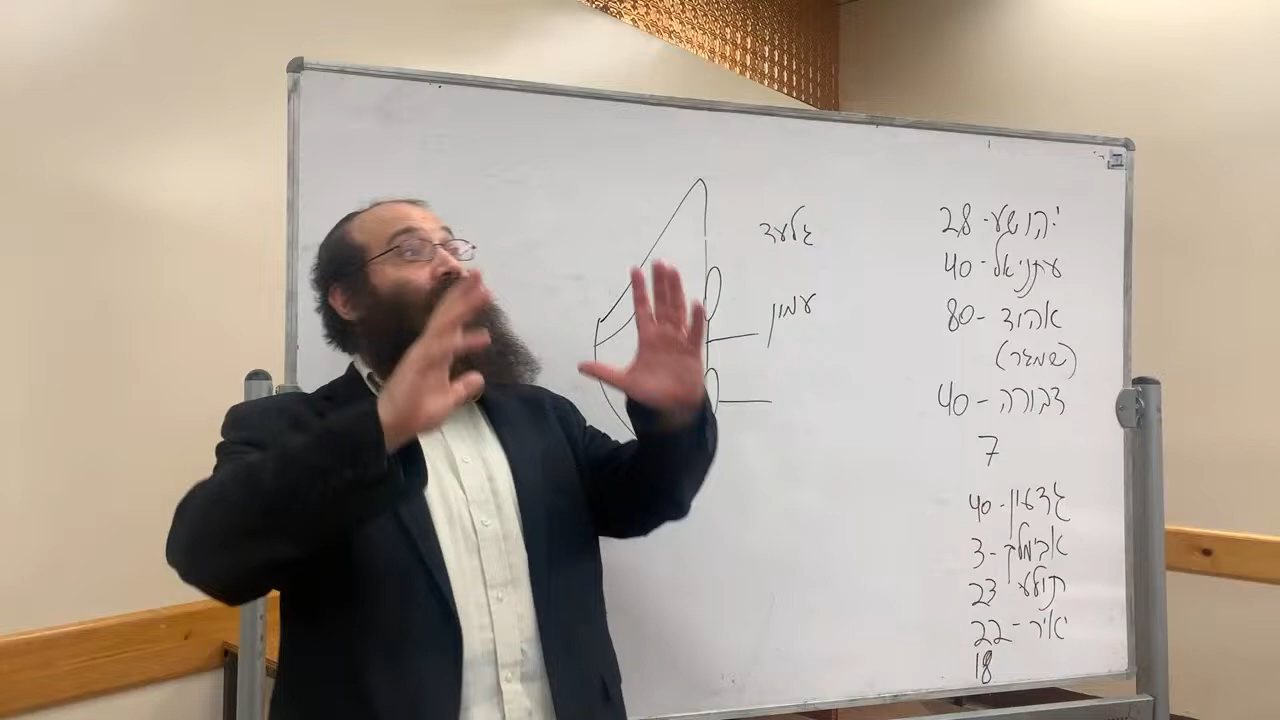 יהושע - 28
עתניאל - 40
אהוד - 80
(שמגר)
דבורה - 40
7
גדעון - 40
אבימלך - 3
תולע 23
יאיר - 22
18
גלעד
עמון